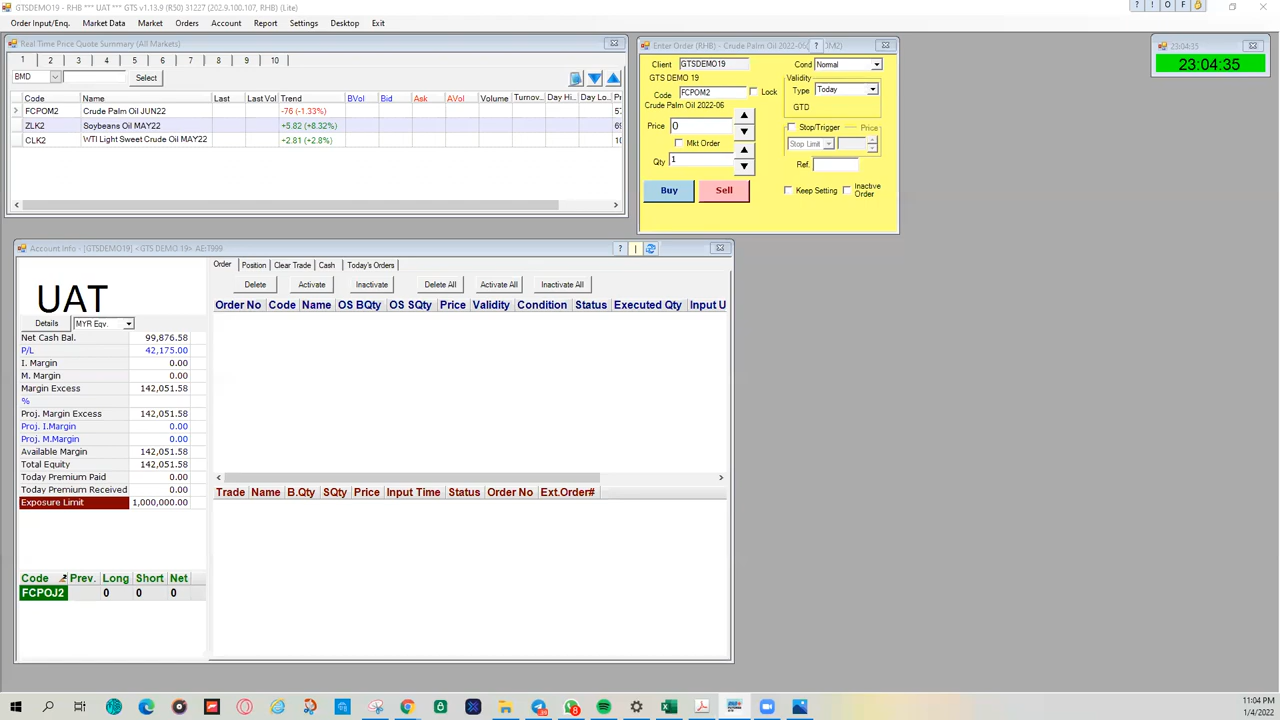 GTSDEMO19 - RHB *** UAT *** GTS v1.13.9 (R50) 31227 (202.9.100.107, RHB) (Lite)
Order Input/Enq. Market Data Market Orders Account Report Settings Desktop Exit
Real Time Price Quote Summary (All Markets)
1 2 3 4 5 6 7 8 9 10
BMD Select
Code Name Last Last Vol Trend BVol Bid Ask AVol Volume Turnov... Day Hi... Day Lo...
FCPOM2 Crude Palm Oil JUN22 -76 (-1.33%)
ZLK2 Soybeans Oil MAY22 +5.82 (+8.32%)
CLK2 WTI Light Sweet Crude Oil MAY22 +2.81 (+2.8%)
Enter Order (RHB) - Crude Palm Oil 2022-06
Client GTSDEMO19 Cond Normal
GTS DEMO 19 Validity
Code FCPOM2 Lock Type Today
Crude Palm Oil 2022-06 GTD
Price 0 Stop/Trigger Price
Mkt Order Stop Limit
Qty 1 Ref.
Buy Sell Keep Setting Inactive Order
23:04:35
23:04:35
Account Info - [GTSDEMO19] <GTS DEMO 19> AE:T999
UAT
Details MYR Eqv.
Net Cash Bal. 99,876.58
P/L 42,175.00
I. Margin 0.00
M. Margin 0.00
Margin Excess 142,051.58
%
Proj. Margin Excess 142,051.58
Proj. I.Margin 0.00
Proj. M.Margin 0.00
Available Margin 142,051.58
Total Equity 142,051.58
Today Premium Paid 0.00
Today Premium Received 0.00
Exposure Limit 1,000,000.00
Code Prev. Long Short Net
FCPOJ2 0 0 0
Order Position Clear Trade Cash Today's Orders
Delete Activate Inactivate Delete All Activate All Inactivate All
Order No Code Name OS BQty OS SQty Price Validity Condition Status Executed Qty Input U
Trade Name B.Qty SQty Price Input Time Status Order No Ext.Order#
11:04 PM
1/4/2022